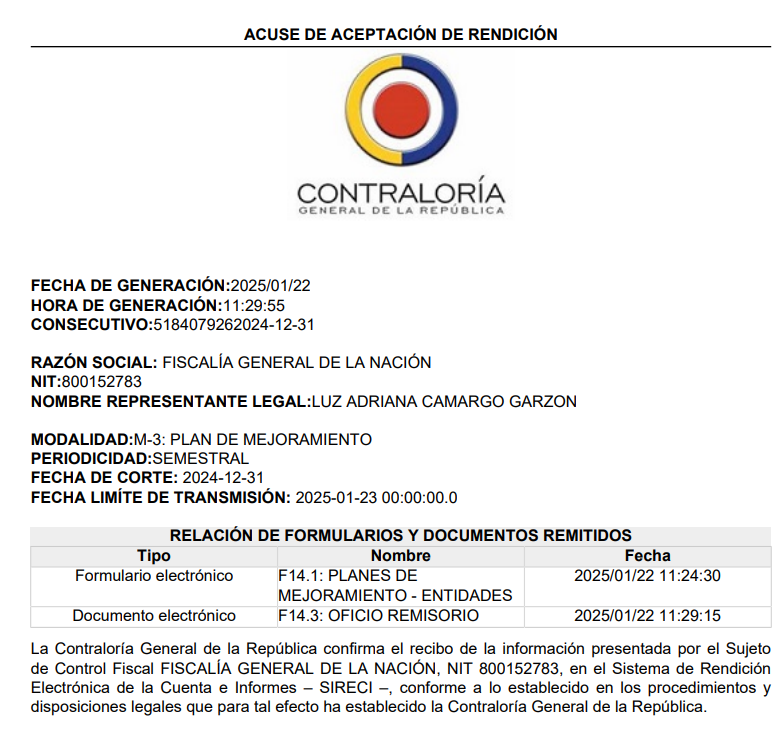 ACUSE DE ACEPTACIÓN DE RENDICIÓN
CONTRALORÍA
GENERAL DE LA REPÚBLICA
FECHA DE GENERACIÓN:2025/01/22
HORA DE GENERACIÓN:11:29:55
CONSECUTIVO:5184079262024-12-31
RAZÓN SOCIAL: FISCALÍA GENERAL DE LA NACIÓN
NIT:800152783
NOMBRE REPRESENTANTE LEGAL:LUZ ADRIANA CAMARGO GARZON
MODALIDAD:M-3: PLAN DE MEJORAMIENTO
PERIODICIDAD:SEMESTRAL
FECHA DE CORTE: 2024-12-31
FECHA LIMÍTE DE TRANSMISIÓN: 2025-01-23 00:00:00.0
RELACIÓN DE FORMULARIOS Y DOCUMENTOS REMITIDOS
Tipo Nombre Fecha
Formulario electrónico F14.1: PLANES DE 2025/01/22 11:24:30
MEJORAMIENTO - ENTIDADES
Documento electrónico F14.3: OFICIO REMISORIO 2025/01/22 11:29:15
La Contraloría General de la República confirma el recibo de la información presentada por el Sujeto
de Control Fiscal FISCALÍA GENERAL DE LA NACIÓN, NIT 800152783, en el Sistema de Rendición
Electrónica de la Cuenta e Informes – SIRECI –, conforme a lo establecido en los procedimientos y
disposiciones legales que para tal efecto ha establecido la Contraloría General de la República.